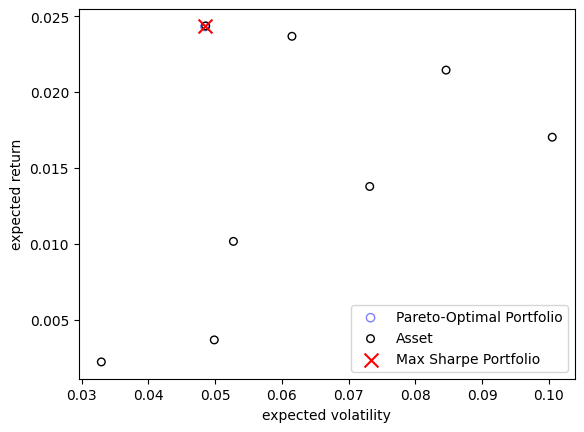 0.025
0.020
0.015
0.010
0.005
expected return
Pareto-Optimal Portfolio
Asset
Max Sharpe Portfolio
0.03 0.04 0.05 0.06 0.07 0.08 0.09 0.10
expected volatility